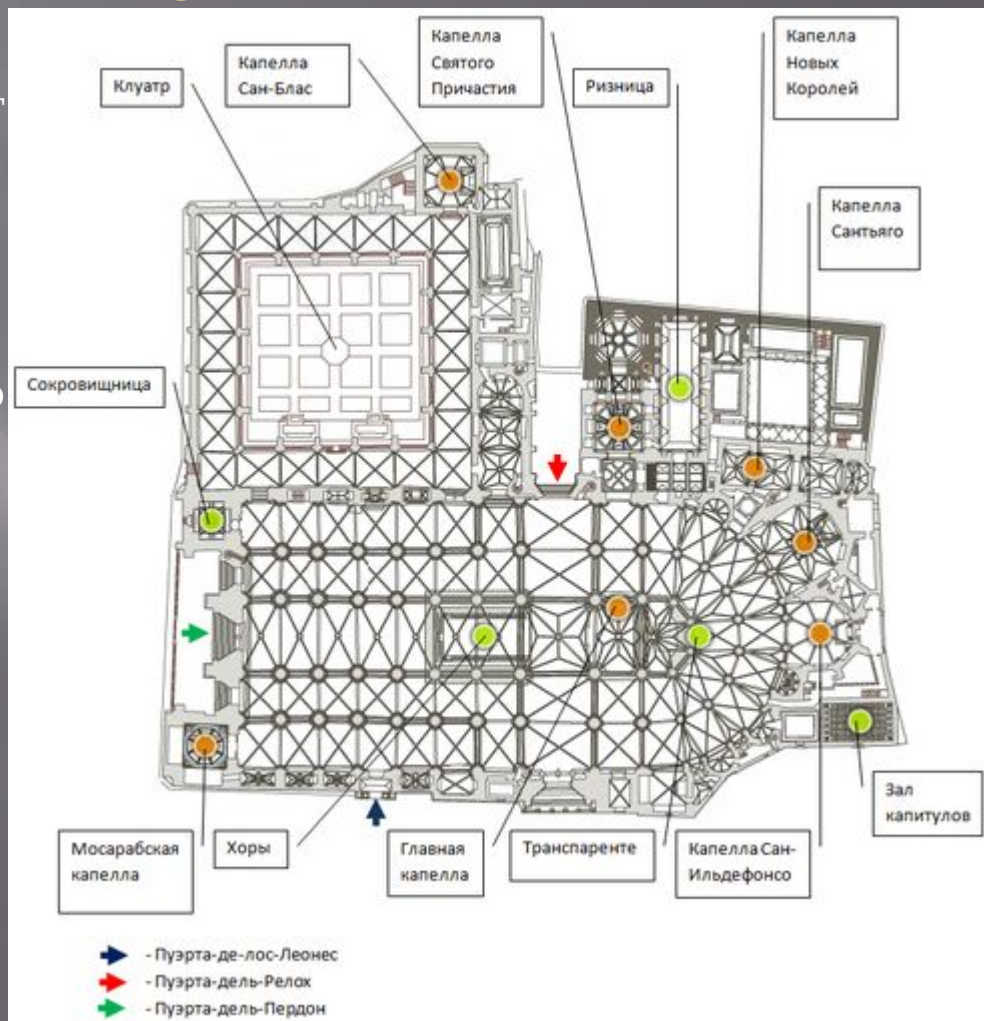 Клуатр
Капелла
Сан-Блас
Капелла
Святого
Причастия
Ризница
Капелла
Новых
Королей
Капелла
Сантьяго
Сокровищница
Мосарабская
капелла
Хоры
Главная
капелла
Транспаренте
Капелла Сан-
Ильдефонсо
Зал
капитулов
- Пуэрта-де-лос-Леонес
- Пуэрта-дель-Релох
- Пуэрта-дель-Пердон